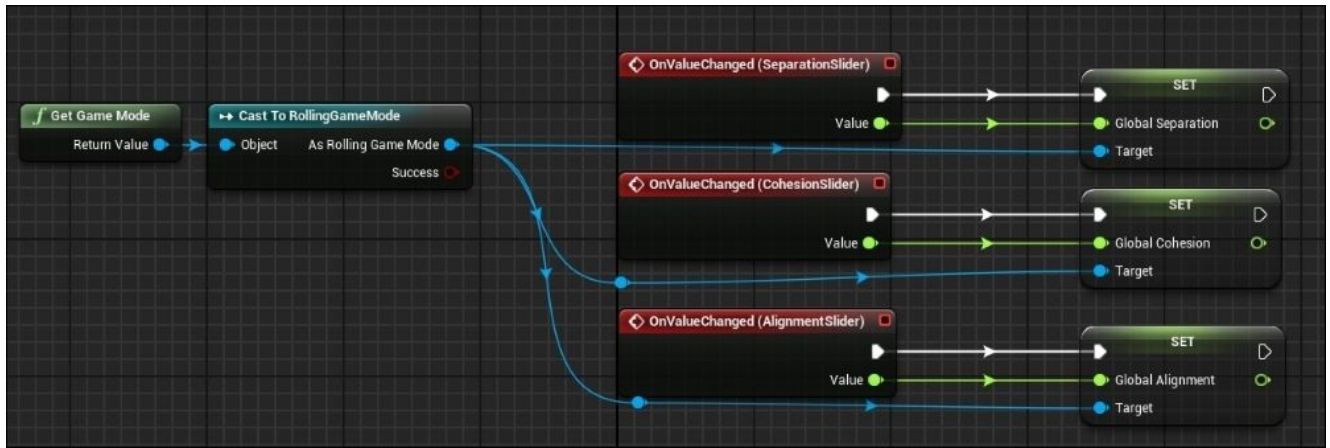 Get Game Mode
Return Value
Cast To RollingGameMode
Object As Rolling Game Mode
Success
OnValueChanged (SeparationSlider)
Value
SET
Global Separation
Target
OnValueChanged (CohesionSlider)
Value
SET
Global Cohesion
Target
OnValueChanged (AlignmentSlider)
Value
SET
Global Alignment
Target